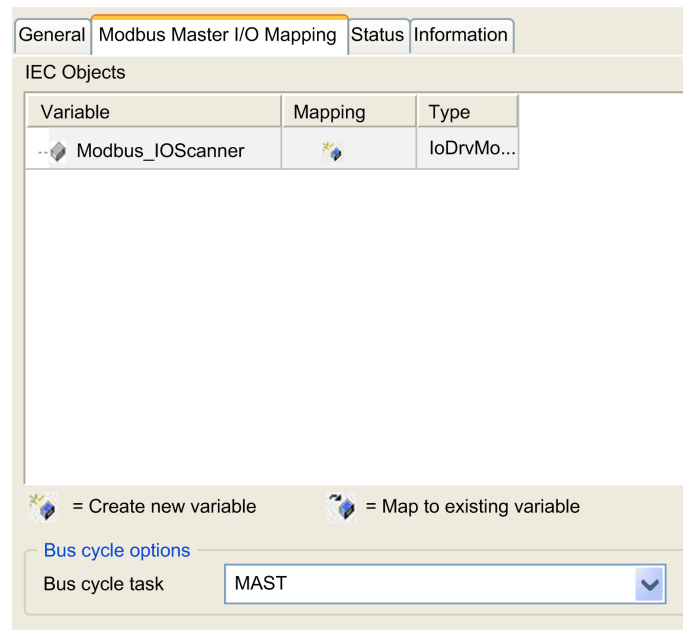 General Modbus Master I/O Mapping Status Information
IEC Objects
Variable Mapping Type
Modbus_IOScanner IoDrvMo...
= Create new variable = Map to existing variable
Bus cycle options
Bus cycle task MAST